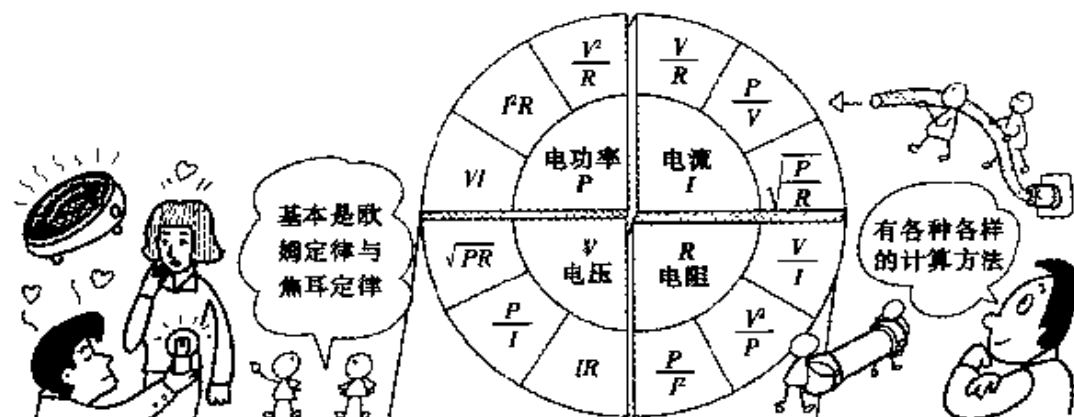 V²/R
V/R
I²R
P/V
VI
电功率
P
电流
I
√P/R
基本是欧
姆定律与
焦耳定律
有各种各样
的计算方法
√PR
V
电压
R
电阻
V/I
P/I
V²/P
IR
P/I²